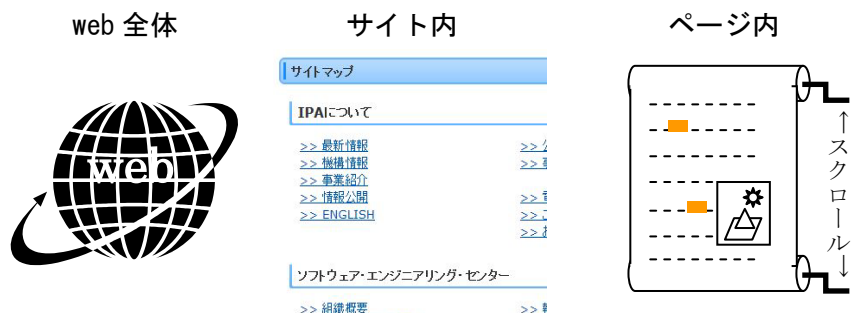 web 全体
サイト内
ページ内
web
サイトマップ
IPAについて
>> 最新情報
>> 機構情報
>> 事業紹介
>> 情報公開
>> ENGLISH
>>
>>
>>
>>
>>
ソフトウェア・エンジニアリング・センター
>> 組織概要
>>
←スクロール→